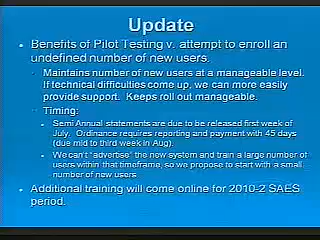 Update
Benefits of Pilot Testing v. attempt to enroll an
undefined number of new users.
Maintains number of new users at a manageable level.
If technical difficulties come up, we can more easily
provide support. Keeps roll out manageable.
Timing:
Semi Annual statements are due to be released first week of
July. Ordinance requires reporting and payment with 45 days
(due mid to third week in Aug).
We can't "advertise" the new system and train a large number of
users within that timeframe, so we propose to start with a small
number of new users
Additional training will come online for 2010-2 SAES
period.